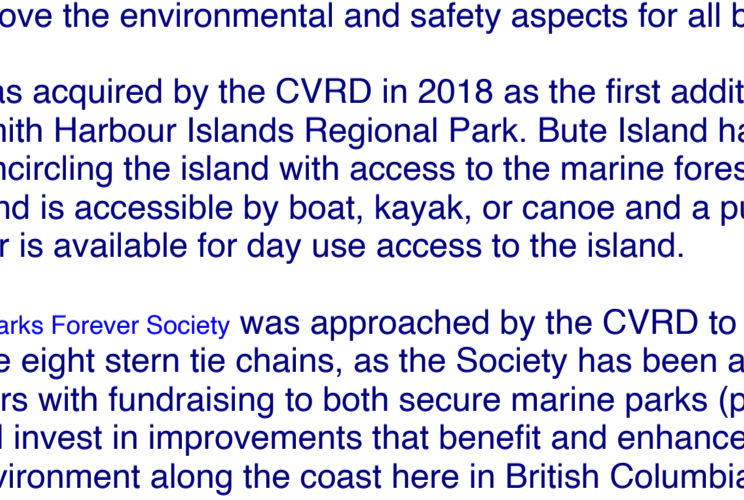 ove the environmental and safety aspects for all b
as acquired by the CVRD in 2018 as the first addit
nith Harbour Islands Regional Park. Bute Island ha
ncircling the island with access to the marine fores
nd is accessible by boat, kayak, or canoe and a pu
r is available for day use access to the island.
arks Forever Society was approached by the CVRD to
e eight stern tie chains, as the Society has been a
rs with fundraising to both secure marine parks (p
l invest in improvements that benefit and enhance
vironment along the coast here in British Columbia